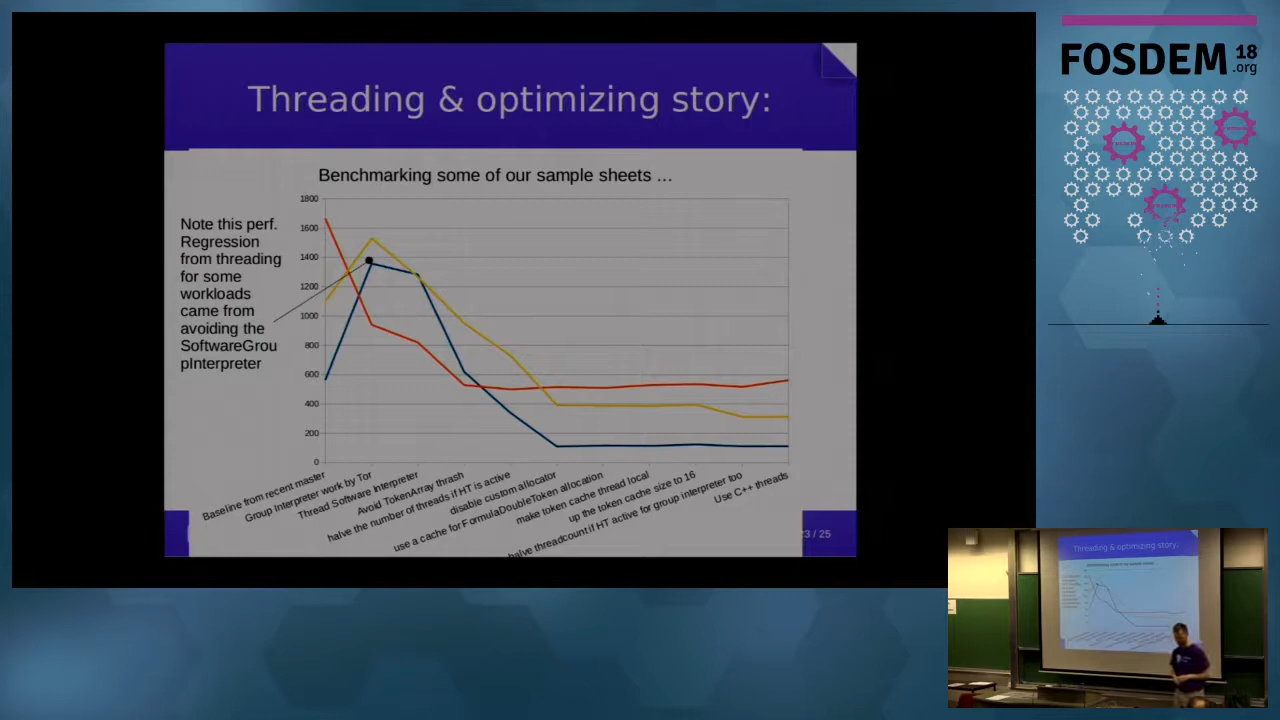 Threading & optimizing story:
Benchmarking some of our sample sheets ...
Note this perf.
Regression
from threading
for some
workloads
came from
avoiding the
SoftwareGrou
pInterpreter
1800
1600
1400
1200
1000
800
600
400
200
0
Baseline from recent master
Group Interpreter work by Tor
Thread Software Interpreter
Avoid TokenArray thrash
halve the number of threads if HT is active
disable custom allocator
use a cache for FormulaDoubleToken allocation
make token cache thread local
up the token cache size to 16
halve threadcount if HT active for group interpreter too
Use C++ threads
3 / 25
FOSDEM 18
.org
Threading & optimizing story: